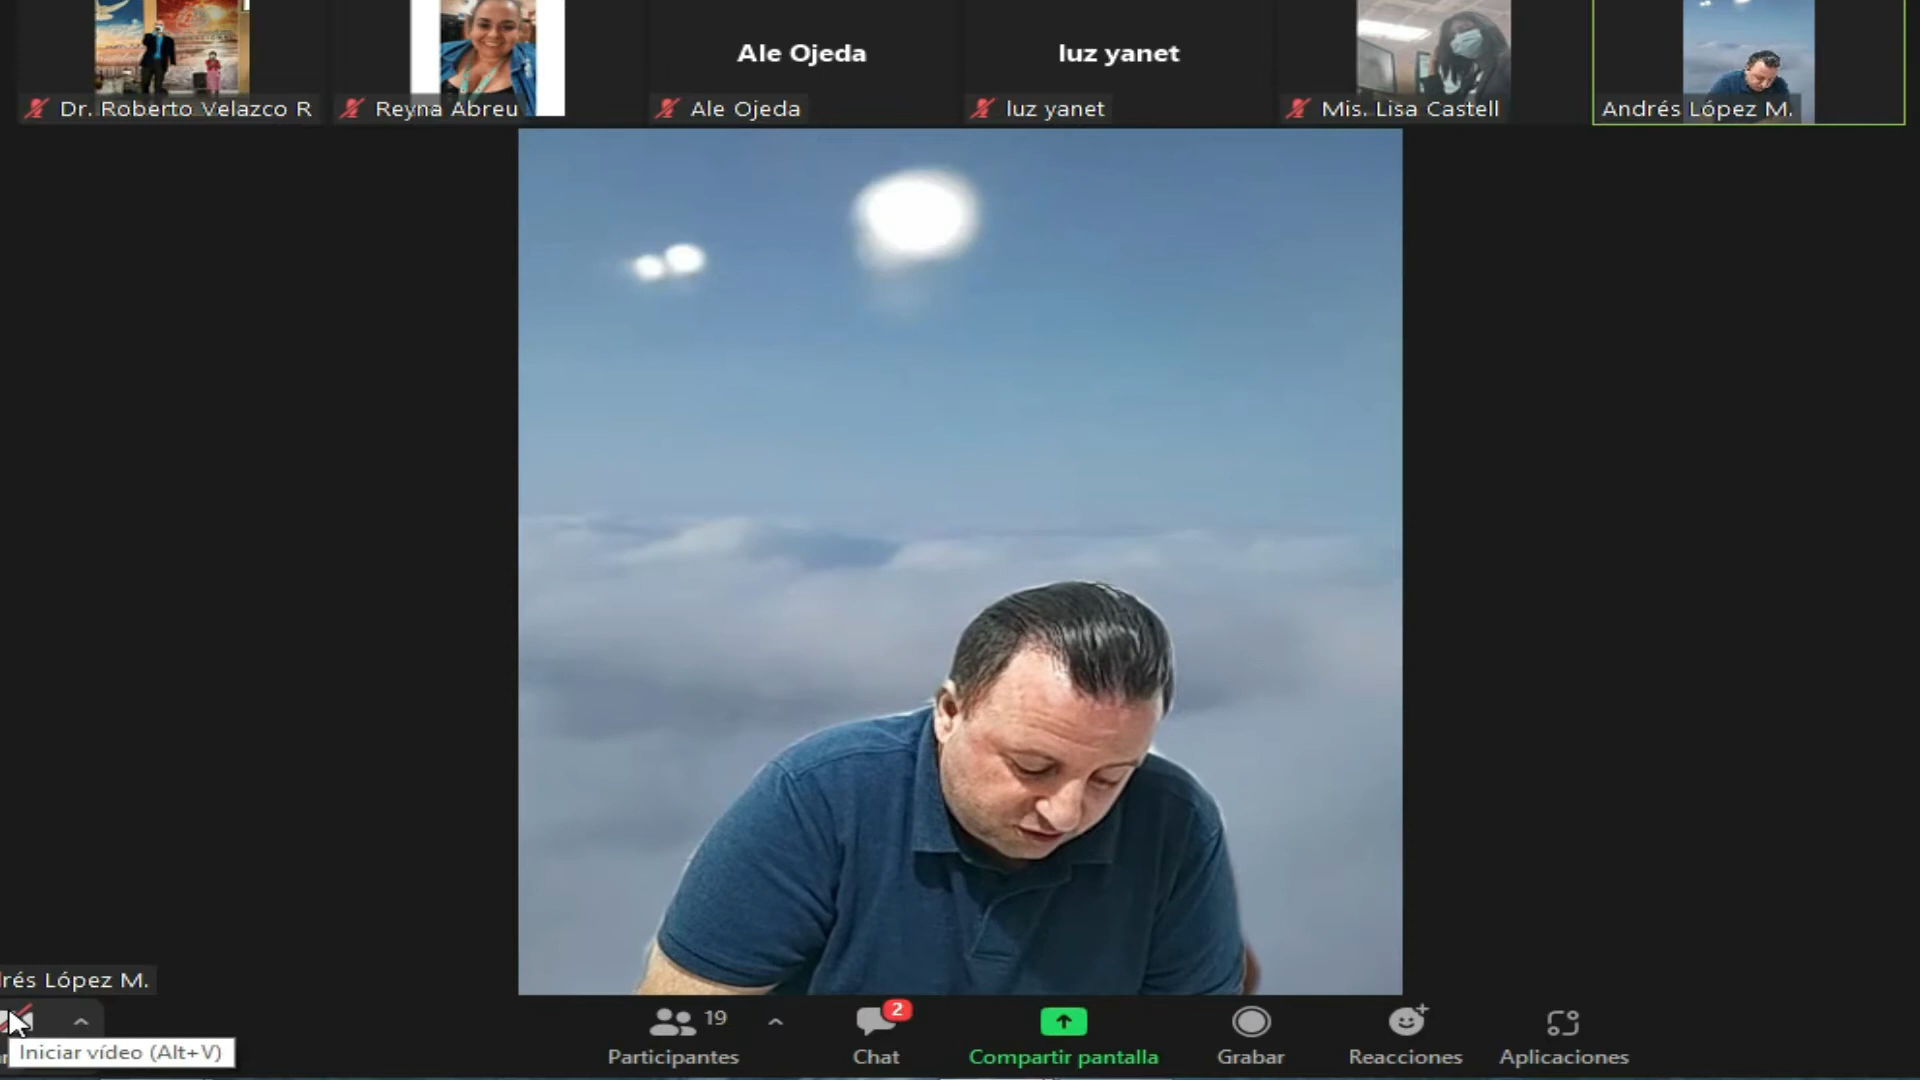 Ale Ojeda
luz yanet
Dr. Roberto Velazco R
Reyna Abreu
Ale Ojeda
luz yanet
Mis. Lisa Castell
Andrés López M.
rés López M.
19
2
Iniciar vídeo (Alt+V)
Participantes
Chat
Compartir pantalla
Grabar
Reacciones
Aplicaciones